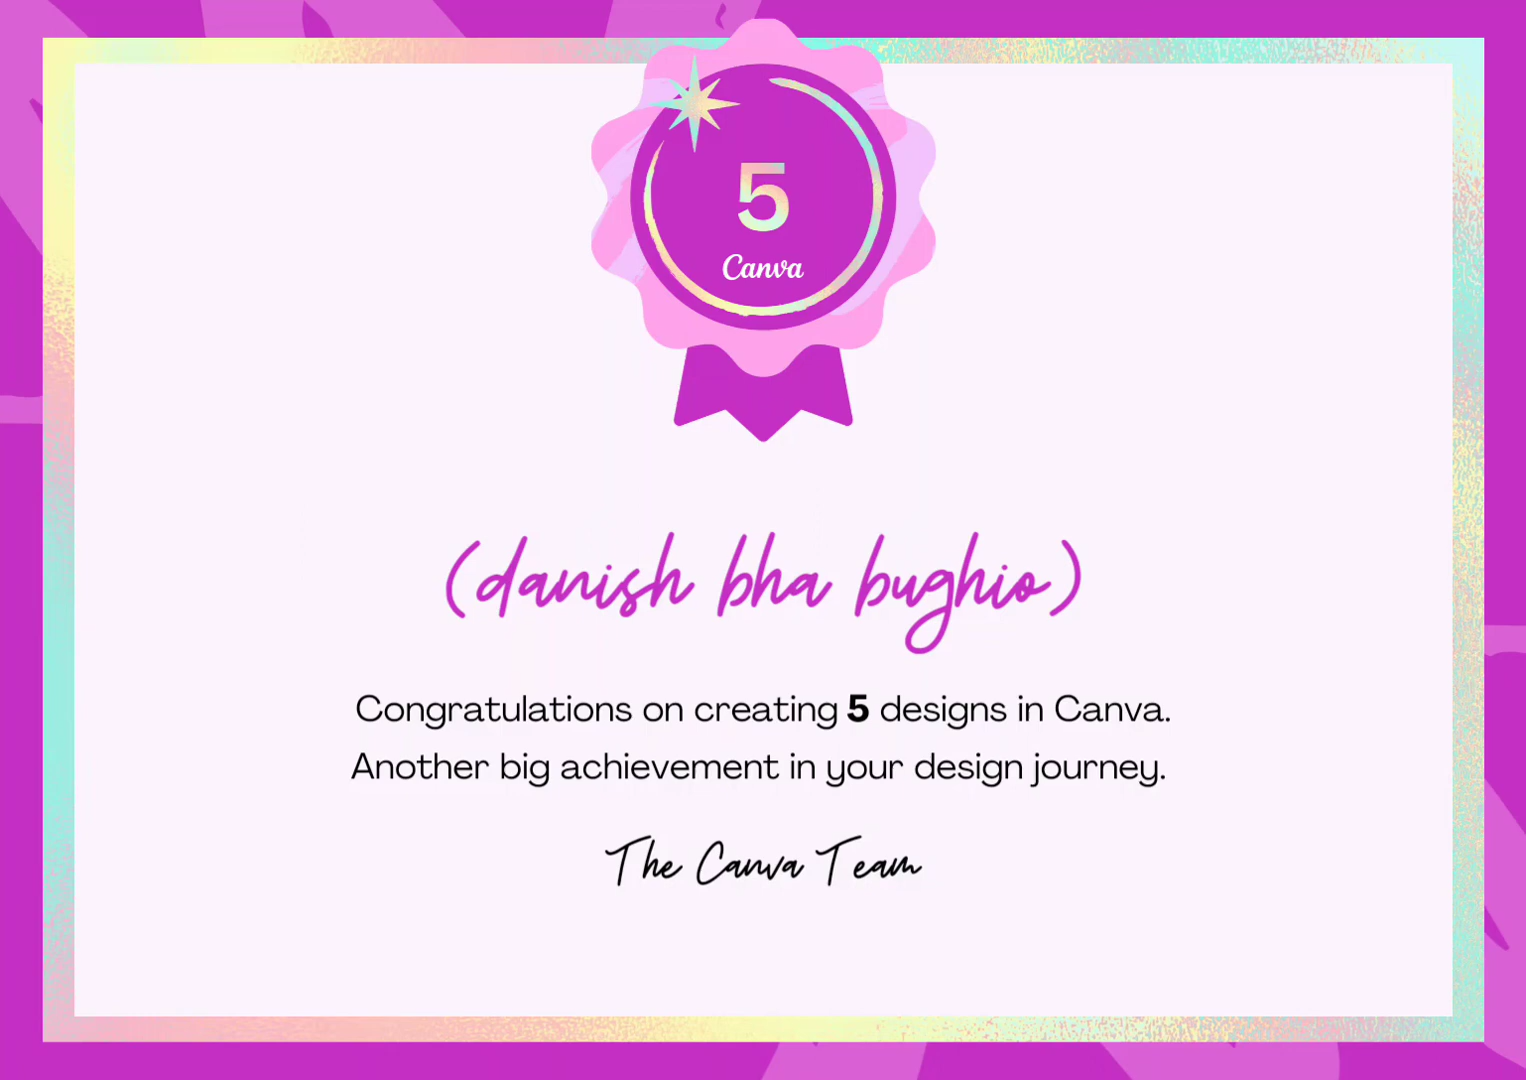 5
Canva
(danish bha bughio)
Congratulations on creating 5 designs in Canva.
Another big achievement in your design journey.
The Canva Team